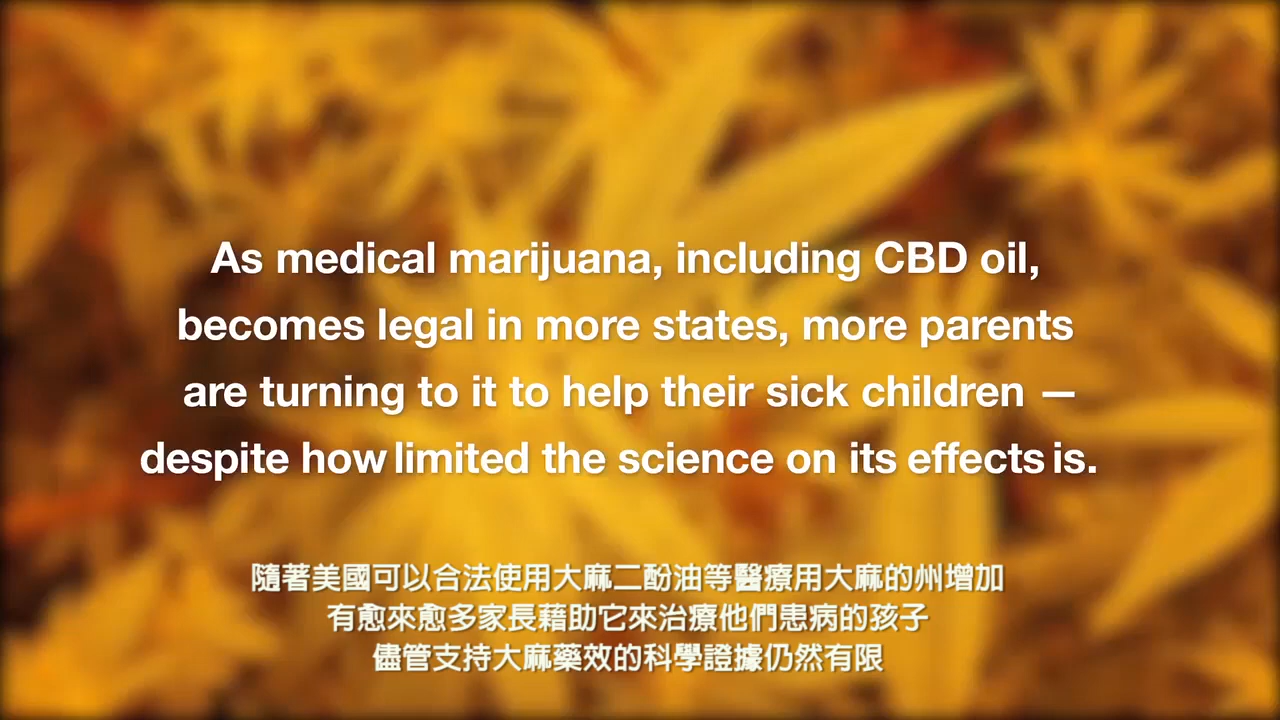 As medical marijuana, including CBD oil,
becomes legal in more states, more parents
are turning to it to help their sick children —
despite how limited the science on its effects is.
隨著美國可以合法使用大麻二酚油等醫療用大麻的州增加
有愈來愈多家長藉助它來治療他們患病的孩子
儘管支持大麻藥效的科學證據仍然有限